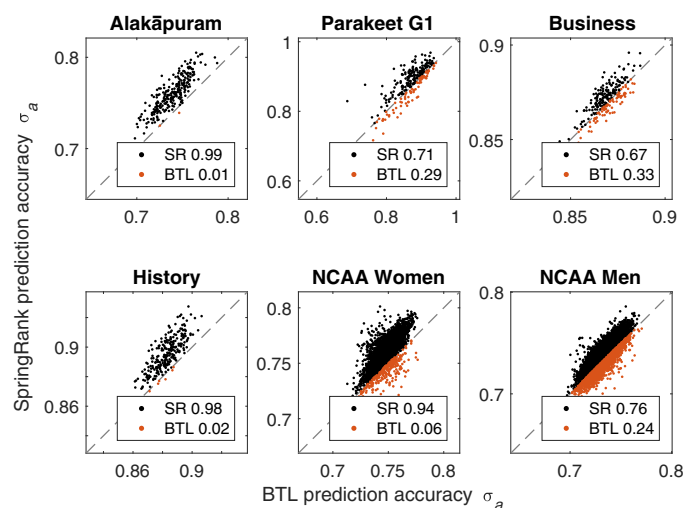 SpringRank prediction accuracy σa
Alakāpuram
0.8
0.7
0.7 0.8
SR 0.99
BTL 0.01
Parakeet G1
1
0.8
0.6
0.6 0.8 1
SR 0.71
BTL 0.29
Business
0.9
0.85
0.85 0.9
SR 0.67
BTL 0.33
History
0.9
0.86
0.86 0.9
SR 0.98
BTL 0.02
NCAA Women
0.8
0.75
0.7
0.7 0.75 0.8
SR 0.94
BTL 0.06
NCAA Men
0.8
0.7
0.7 0.8
SR 0.76
BTL 0.24
BTL prediction accuracy σa